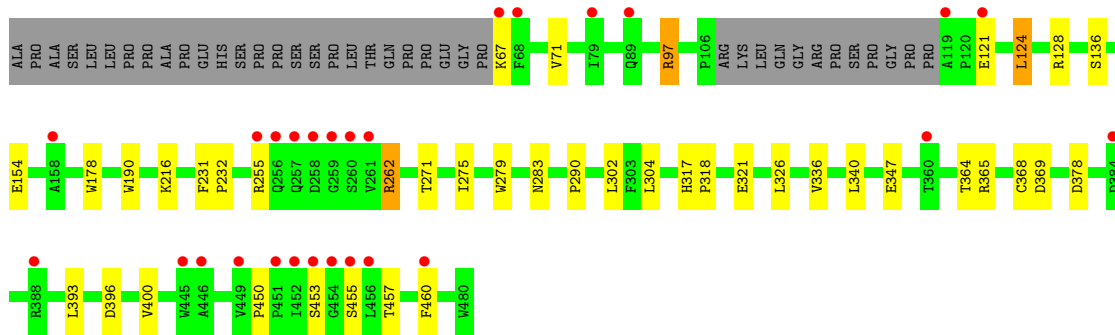 ALA PRO ALA SER LEU LEU PRO PRO ALA PRO GLU HIS SER PRO PRO SER SER PRO LEU THR GLN PRO PRO GLU GLY PRO K67 F68 V71 I79 Q89 R97 P106 ARG LYS LEU GLN GLY ARG PRO SER PRO GLY PRO PRO A119 P120 E121 L124 R128 S136
E154 A158 W178 W190 K216 F231 P232 R255 Q256 Q257 D258 G259 S260 V261 R262 T271 I275 W279 N283 P290 L302 F303 L304 H317 P318 E321 L326 V336 L340 E347 T360 T364 R365 C368 D369 D378
R388 L393 D396 V400 W445 A446 V449 P450 P451 I452 S453 G454 S455 L456 T457 F460 W480